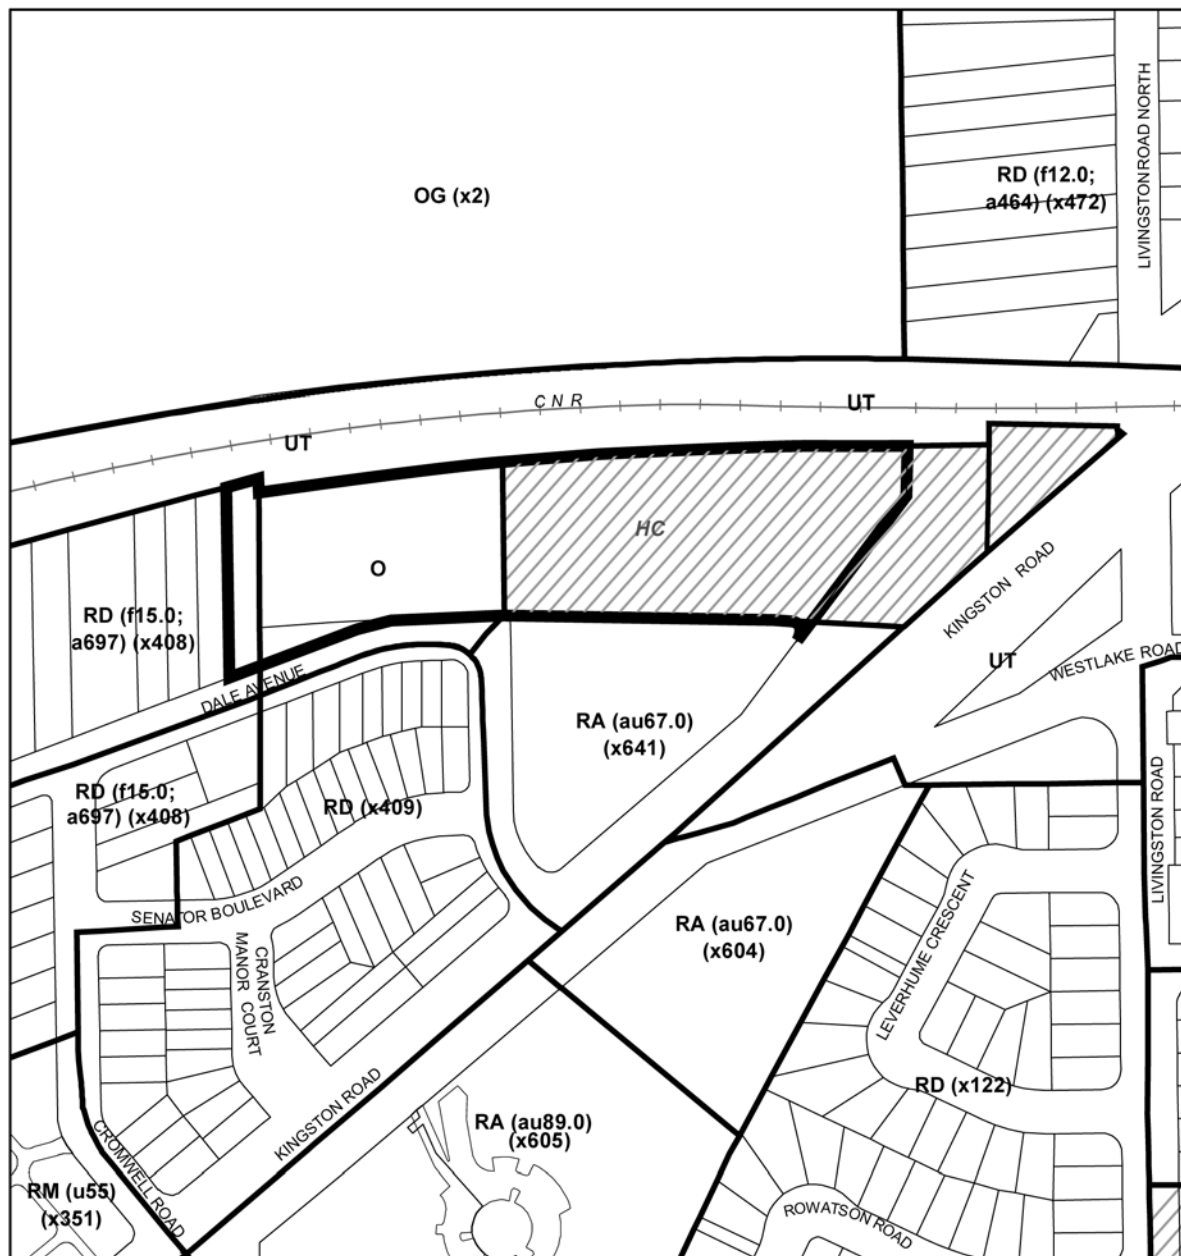 LIVINGSTON ROAD NORTH
RD (f12.0;
a464) (x472)
OG (x2)
CNR
UT
UT
HC
O
KINGSTON ROAD
RD (f15.0;
a697) (x408)
UT
WESTLAKE ROAD
DALE AVENUE
RA (au67.0)
(x641)
RD (f15.0;
a697) (x408)
RD (x409)
LIVINGSTON ROAD
SENATOR BOULEVARD
RA (au67.0)
(x604)
LEVERHUME CRESCENT
CRANSTON
MANOR COURT
RD (x122)
KINGSTON ROAD
RA (au89.0)
(x605)
CROMWELL ROAD
RM (u55)
(x351)
ROWATSON ROAD